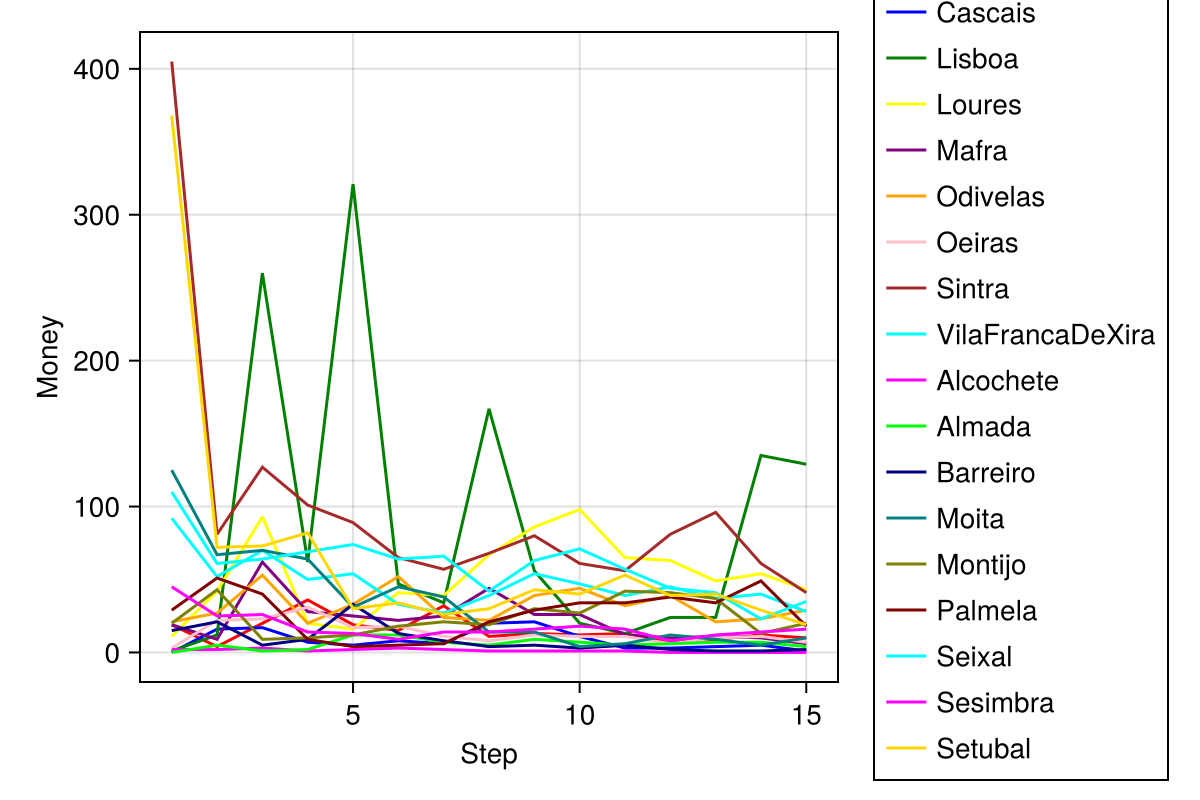 400
300
200
100
0
Money
5
10
15
Step
Cascais
Lisboa
Loures
Mafra
Odivelas
Oeiras
Sintra
VilaFrancaDeXira
Alcochete
Almada
Barreiro
Moita
Montijo
Palmela
Seixal
Sesimbra
Setubal